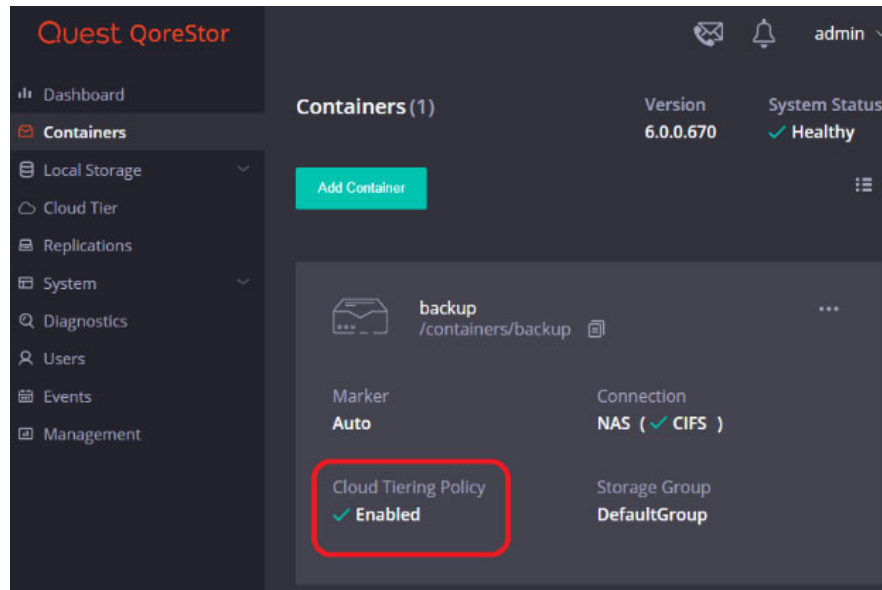 Quest QoreStor
admin
Dashboard
Containers
Local Storage
Cloud Tier
Replications
System
Diagnostics
Users
Events
Management
Containers (1)
Version
6.0.0.670
System Status
Healthy
Add Container
backup
/containers/backup
Marker
Auto
Connection
NAS ( CIFS )
Cloud Tiering Policy
Enabled
Storage Group
DefaultGroup